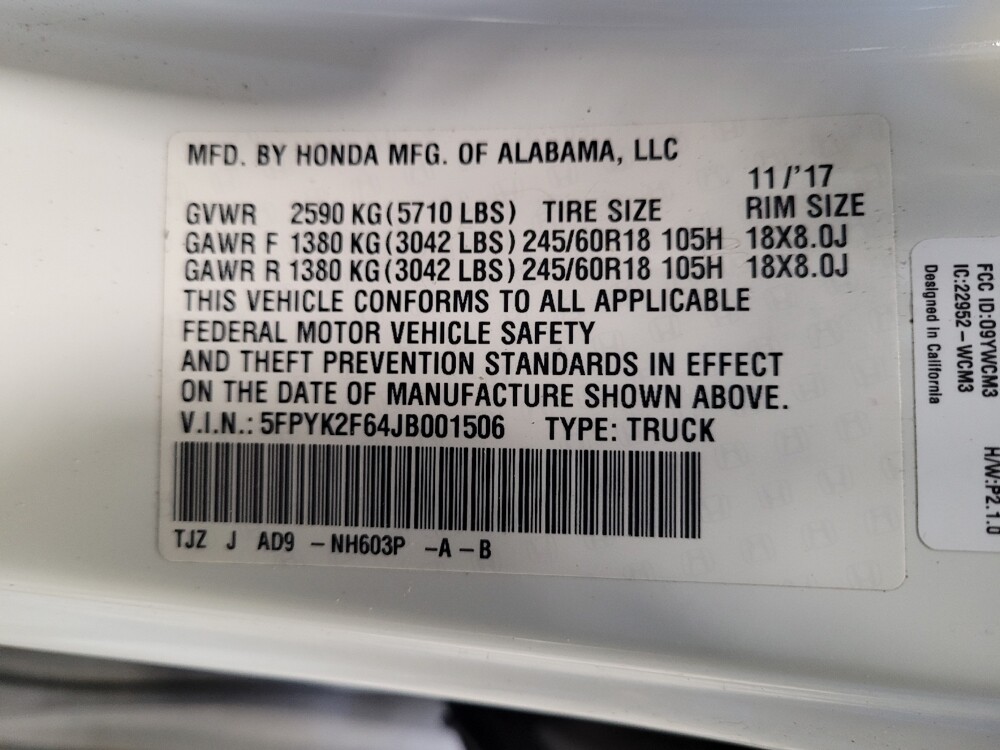 MFD. BY HONDA MFG. OF ALABAMA, LLC
11/'17
GVWR 2590 KG (5710 LBS) TIRE SIZE RIM SIZE
GAWR F 1380 KG (3042 LBS) 245/60R18 105H 18X8.0J
GAWR R 1380 KG (3042 LBS) 245/60R18 105H 18X8.0J
THIS VEHICLE CONFORMS TO ALL APPLICABLE
FEDERAL MOTOR VEHICLE SAFETY
AND THEFT PREVENTION STANDARDS IN EFFECT
ON THE DATE OF MANUFACTURE SHOWN ABOVE.
V.I.N.: 5FPYK2F64JB001506 TYPE: TRUCK
TJZ J AD9 -NH603P -A -B
FCC ID:O9YWCM3 H/W:P2.1.0
IC:22952-WCM3
Designed in California